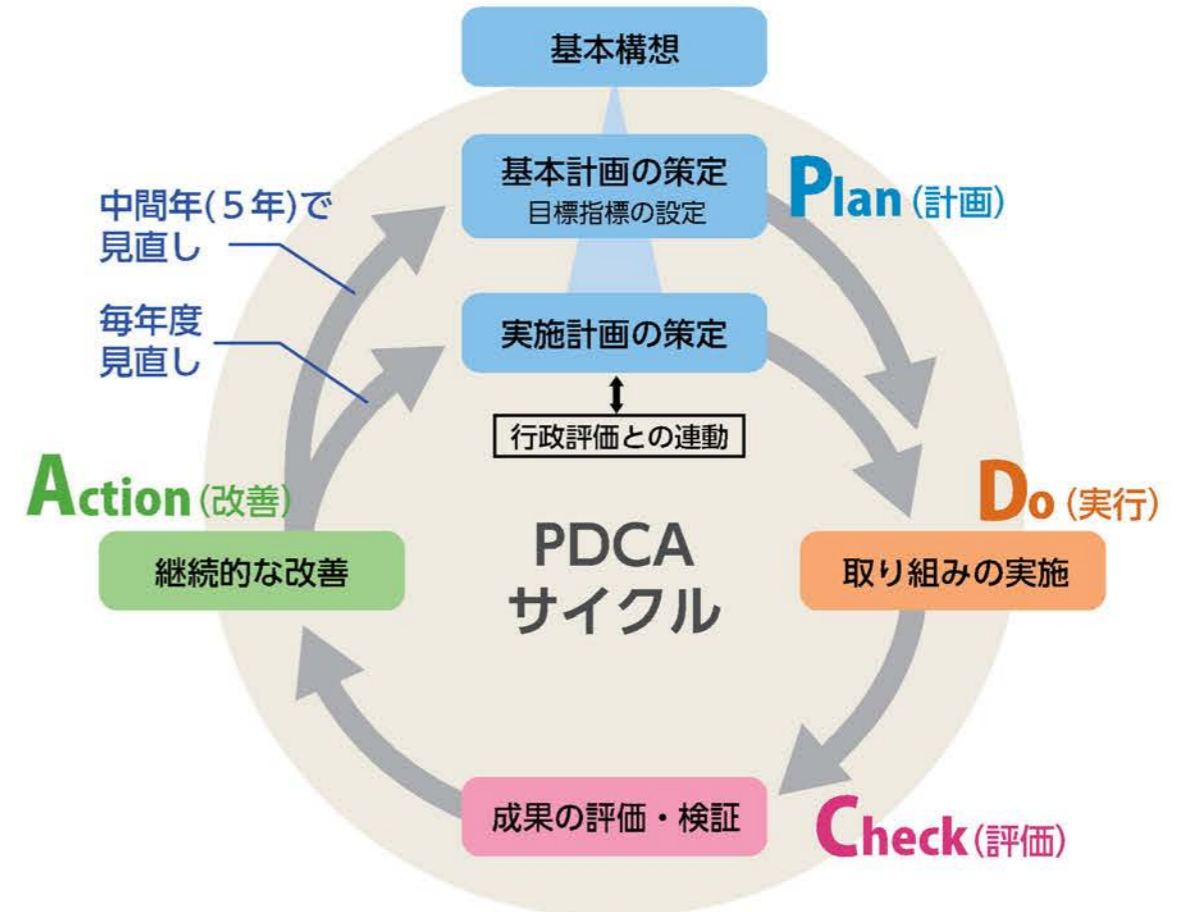 基本構想
基本計画の策定
目標指標の設定
Plan(計画)
中間年(５年)で
見直し
毎年度
見直し
実施計画の策定
行政評価との連動
Action(改善)
継続的な改善
PDCA
サイクル
Do(実行)
取り組みの実施
成果の評価・検証
Check(評価)